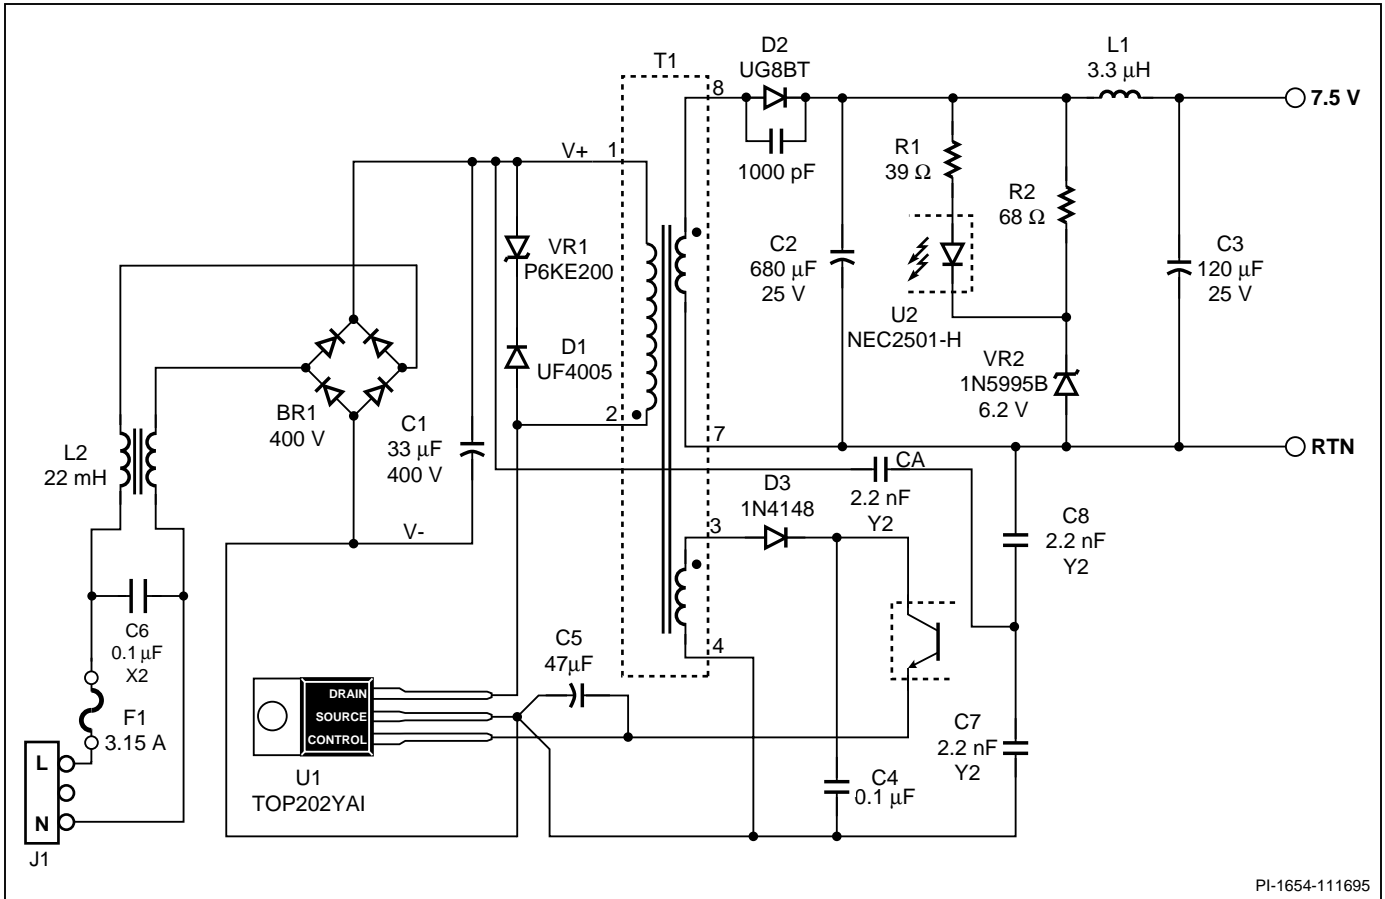 D2
UG8BT
L1
3.3 µH
T1
8
7.5 V
1000 pF
R1
39 Ω
R2
68 Ω
V+
1
VR1
P6KE200
C2
680 µF
25 V
C3
120 µF
25 V
U2
NEC2501-H
D1
UF4005
VR2
1N5995B
6.2 V
BR1
400 V
C1
33 µF
400 V
2
7
RTN
L2
22 mH
CA
2.2 nF
Y2
D3
1N4148
V-
3
C8
2.2 nF
Y2
C6
0.1 µF
X2
C5
47µF
4
DRAIN
SOURCE
CONTROL
F1
3.15 A
C7
2.2 nF
Y2
L
N
J1
U1
TOP202YAI
C4
0.1 µF
PI-1654-111695